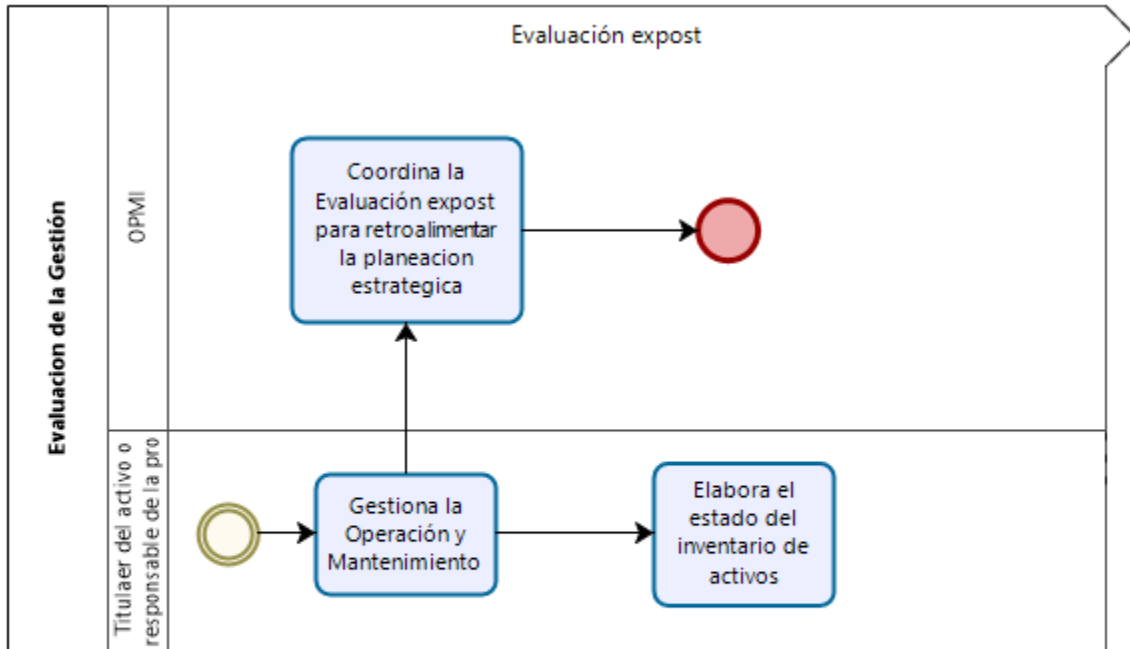 Evaluación expost
Evaluacion de la Gestión
OPMI
Coordina la
Evaluación expost
para retroalimentar
la planeacion
estrategica
Titulaer del activo o
responsable de la pro
Gestiona la
Operación y
Mantenimiento
Elabora el
estado del
inventario de
activos